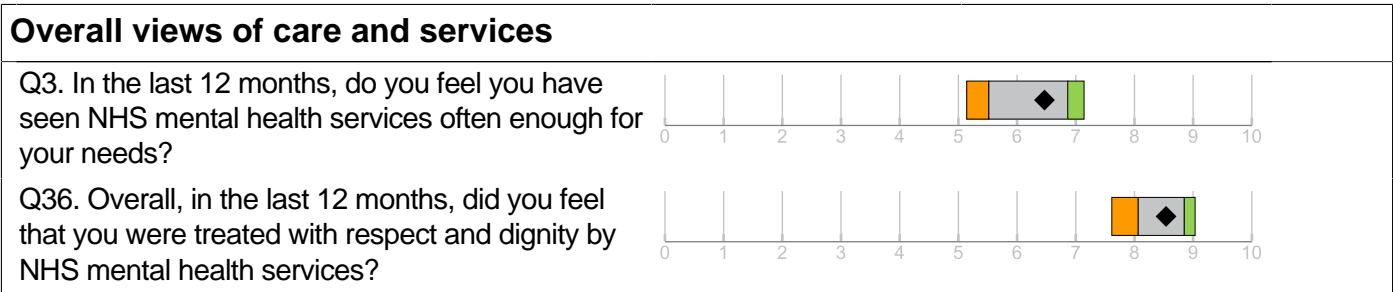 Overall views of care and services
Q3. In the last 12 months, do you feel you have
seen NHS mental health services often enough for
your needs?
0 1 2 3 4 5 6 7 8 9 10
Q36. Overall, in the last 12 months, did you feel
that you were treated with respect and dignity by
NHS mental health services?
0 1 2 3 4 5 6 7 8 9 10